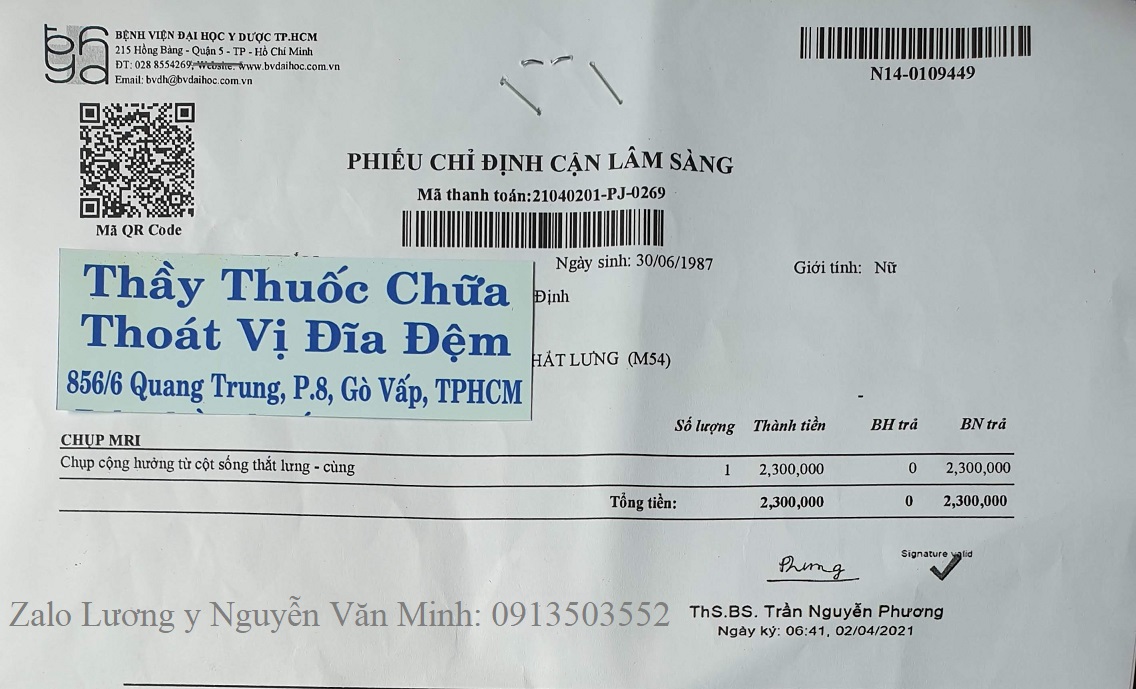 BỆNH VIỆN ĐẠI HỌC Y DƯỢC TP.HCM
215 Hồng Bàng - Quận 5 - TP - Hồ Chí Minh
ĐT: 028 8554269, Website: www.bvdaihoc.com.vn
Email: bvdh@bvdaihoc.com.vn
N14-0109449
Mã QR Code
PHIẾU CHỈ ĐỊNH CẬN LÂM SÀNG
Mã thanh toán:21040201-PJ-0269
Ngày sinh: 30/06/1987 Giới tính: Nữ
Định
Thầy Thuốc Chữa
Thoát Vị Đĩa Đệm
856/6 Quang Trung, P.8, Gò Vấp, TPHCM
HẮT LƯNG (M54)
Số lượng Thành tiền BH trả BN trả
CHỤP MRI
Chụp cộng hưởng từ cột sống thắt lưng - cùng 1 2,300,000 0 2,300,000
Tổng tiền: 2,300,000 0 2,300,000
Phương
Signature valid
ThS.BS. Trần Nguyễn Phương
Ngày ký: 06:41, 02/04/2021
Zalo Lương y Nguyễn Văn Minh: 0913503552